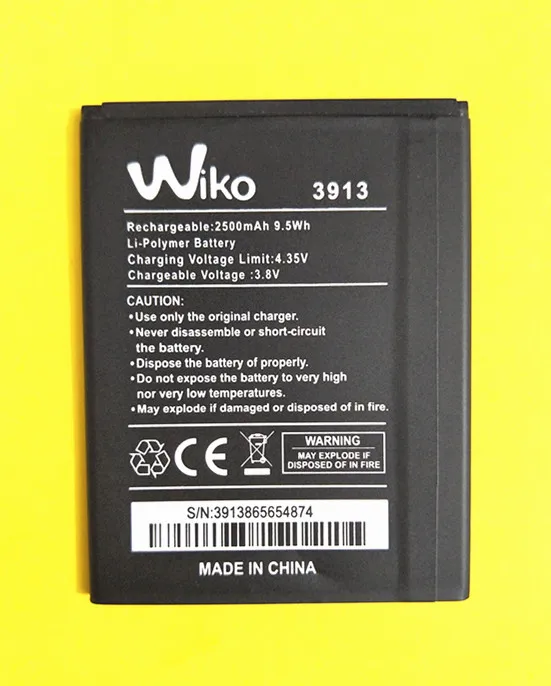 Wiko 3913
Rechargeable:2500mAh 9.5Wh
Li-Polymer Battery
Charging Voltage Limit:4.35V
Chargeable Voltage :3.8V
CAUTION:
•Use only the original charger.
•Never disassemble or short-circuit
the battery.
•Dispose the battery of properly.
•Do not expose the battery to very high
nor very low temperatures.
•May explode if damaged or disposed of in fire.
CE
WARNING
MAY EXPLODE IF
DISPOSED OF IN FIRE
S/N:3913865654874
MADE IN CHINA